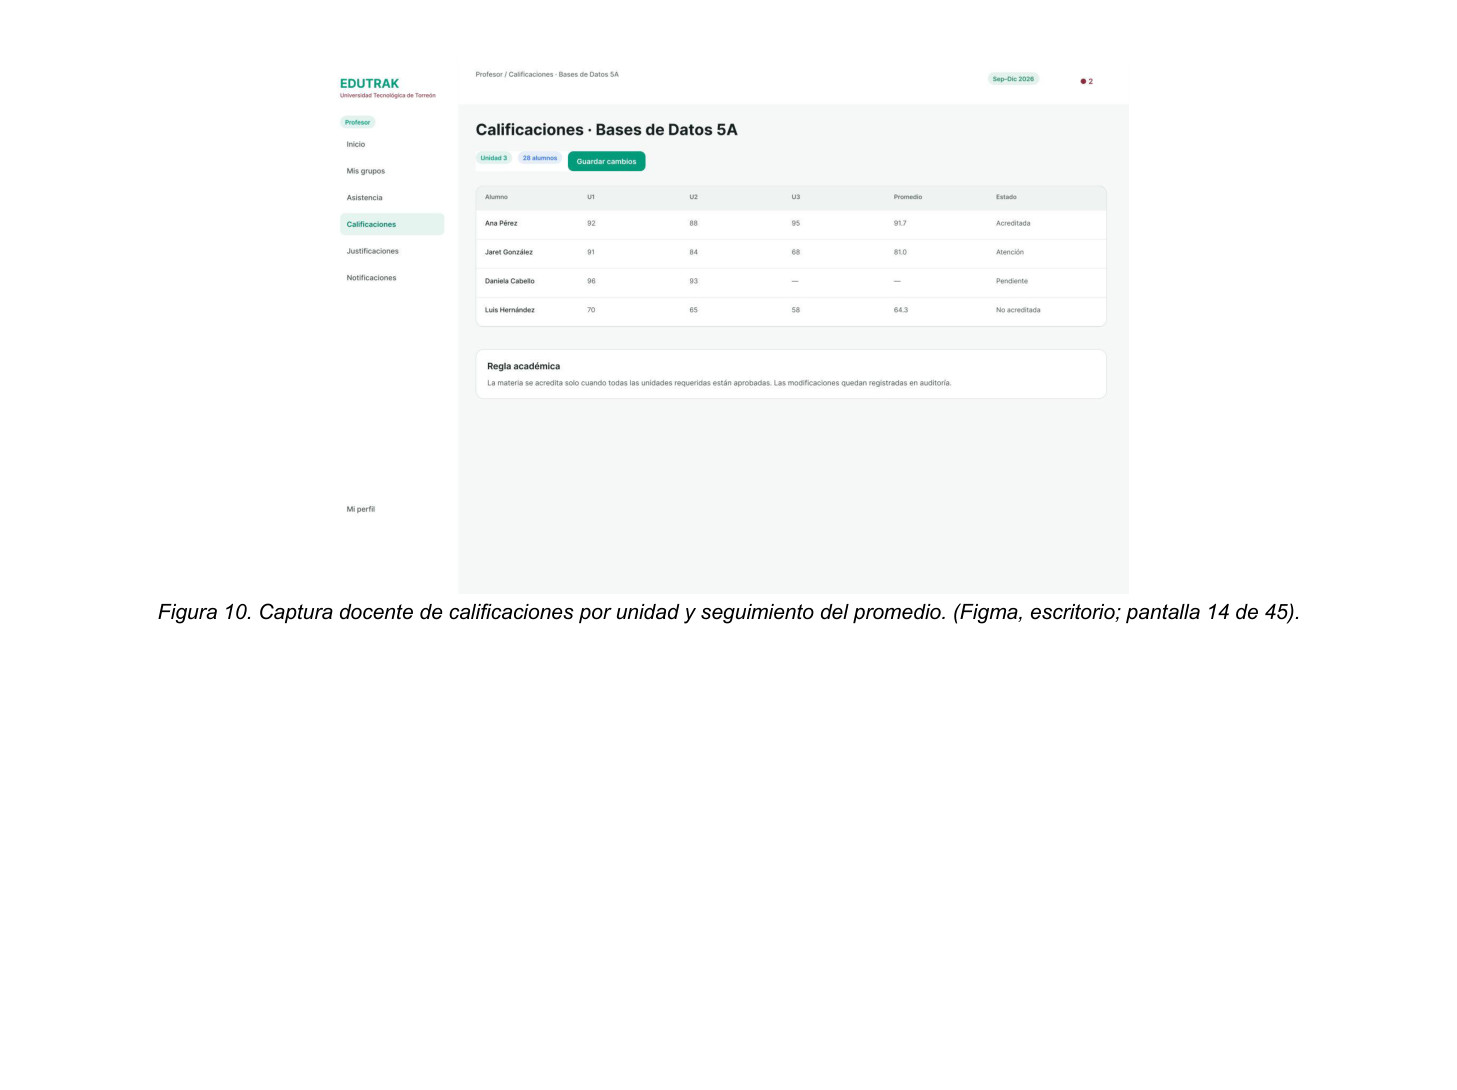 EDUTRAK
Universidad Tecnológica de Torreón
Profesor
Inicio
Mis grupos
Asistencia
Calificaciones
Justificaciones
Notificaciones
Mi perfil
Profesor / Calificaciones · Bases de Datos 5A
Sep–Dic 2026
2
Calificaciones · Bases de Datos 5A
Unidad 3 28 alumnos Guardar cambios
Alumno U1 U2 U3 Promedio Estado
Ana Pérez 92 88 95 91.7 Acreditada
Jaret González 91 84 68 81.0 Atención
Daniela Cabello 96 93 — — Pendiente
Luis Hernández 70 65 58 64.3 No acreditada
Regla académica
La materia se acredita solo cuando todas las unidades requeridas están aprobadas. Las modificaciones quedan registradas en auditoría.
Figura 10. Captura docente de calificaciones por unidad y seguimiento del promedio. (Figma, escritorio; pantalla 14 de 45).